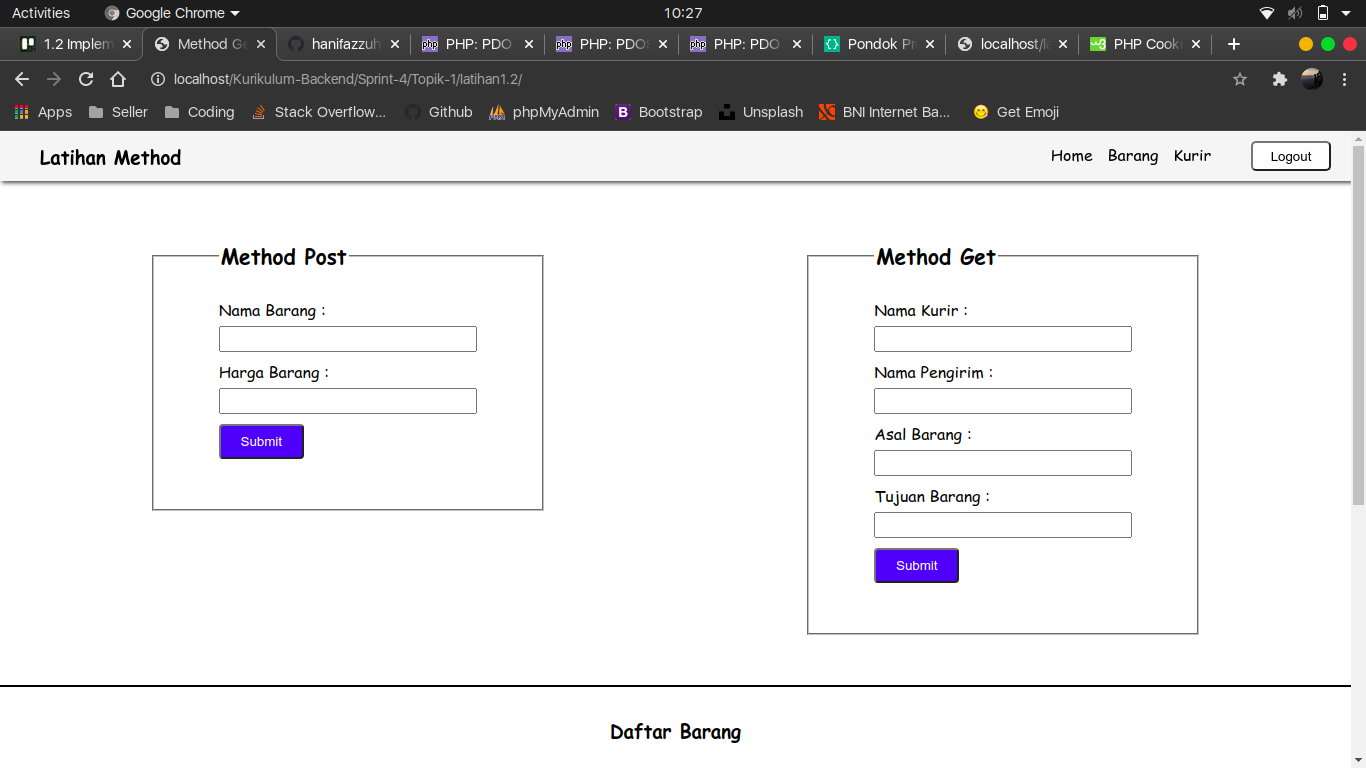 Activities Google Chrome 10:27
1.2 Implem Method Ge hanifazzuh PHP: PDO PHP: PDOS PHP: PDO Pondok Pr localhost/la PHP Cooki
localhost/Kurikulum-Backend/Sprint-4/Topik-1/latihan1.2/
Apps Seller Coding Stack Overflow... Github phpMyAdmin Bootstrap Unsplash BNI Internet Ba... Get Emoji
Latihan Method Home Barang Kurir Logout
Method Post
Nama Barang :
Harga Barang :
Submit
Method Get
Nama Kurir :
Nama Pengirim :
Asal Barang :
Tujuan Barang :
Submit
Daftar Barang